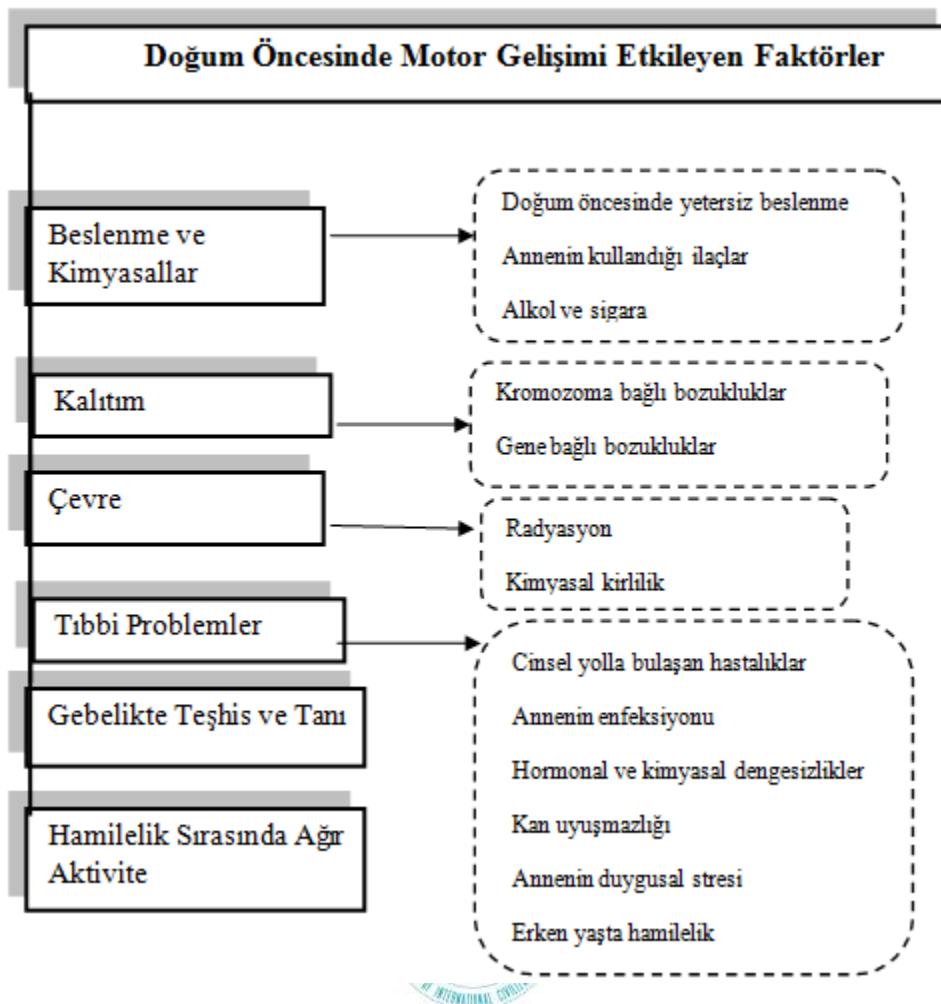 Doğum Öncesinde Motor Gelişimi Etkileyen Faktörler
Beslenme ve
Kimyasallar
Doğum öncesinde yetersiz beslenme
Annenin kullandığı ilaçlar
Alkol ve sigara
Kalıtım
Kromozoma bağlı bozukluklar
Gene bağlı bozukluklar
Çevre
Radyasyon
Kimyasal kirlilik
Tıbbi Problemler
Cinsel yolla bulaşan hastalıklar
Annenin enfeksiyonu
Hormonal ve kimyasal dengesizlikler
Kan uyuşmazlığı
Annenin duygusal stresi
Erken yaşta hamilelik
Gebelikte Teşhis ve Tanı
Hamilelik Sırasında Ağır
Aktivite
OF INTERNATIONAL